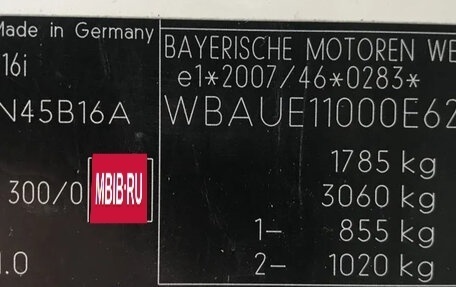 Made in Germany
16i
N45B16A
300/0
MBIB.RU
1.0
BAYERISCHE MOTOREN WE
e1*2007/46*0283*
WBAUE11000E62
1785 kg
3060 kg
1- 855 kg
2- 1020 kg